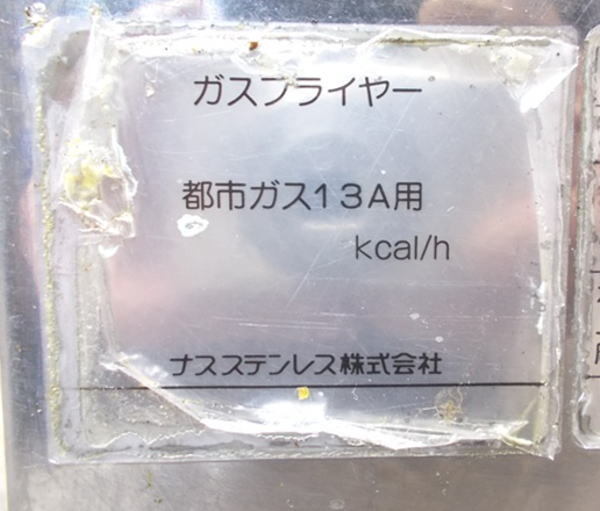 ガスフライヤー
都市ガス13A用
kcal/h
ナスステンレス株式会社